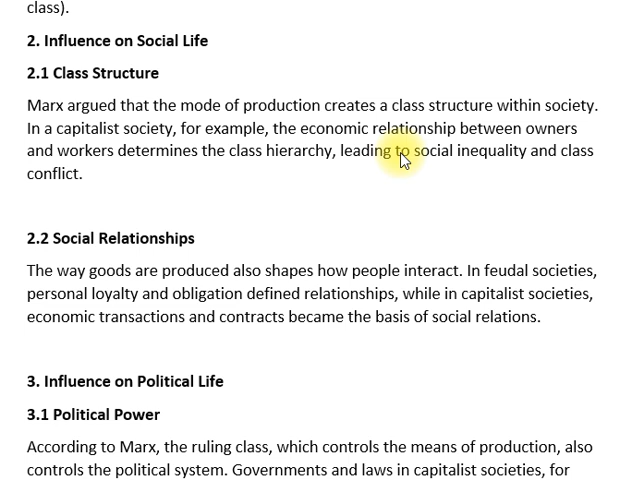 class).
2. Influence on Social Life
2.1 Class Structure
Marx argued that the mode of production creates a class structure within society.
In a capitalist society, for example, the economic relationship between owners
and workers determines the class hierarchy, leading to social inequality and class
conflict.
2.2 Social Relationships
The way goods are produced also shapes how people interact. In feudal societies,
personal loyalty and obligation defined relationships, while in capitalist societies,
economic transactions and contracts became the basis of social relations.
3. Influence on Political Life
3.1 Political Power
According to Marx, the ruling class, which controls the means of production, also
controls the political system. Governments and laws in capitalist societies, for